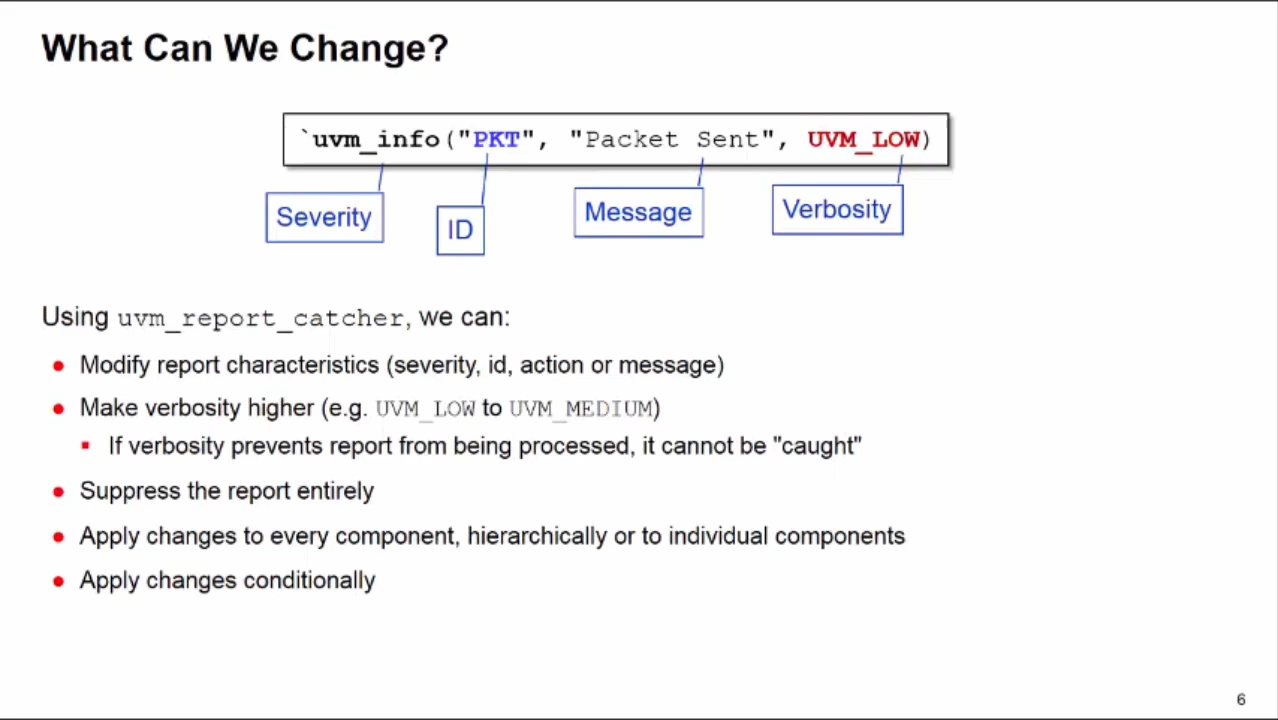 What Can We Change?
`uvm_info("PKT", "Packet Sent", UVM_LOW)
Severity
ID
Message
Verbosity
Using uvm_report_catcher, we can:
● Modify report characteristics (severity, id, action or message)
● Make verbosity higher (e.g. UVM_LOW to UVM_MEDIUM)
▪ If verbosity prevents report from being processed, it cannot be "caught"
● Suppress the report entirely
● Apply changes to every component, hierarchically or to individual components
● Apply changes conditionally
6